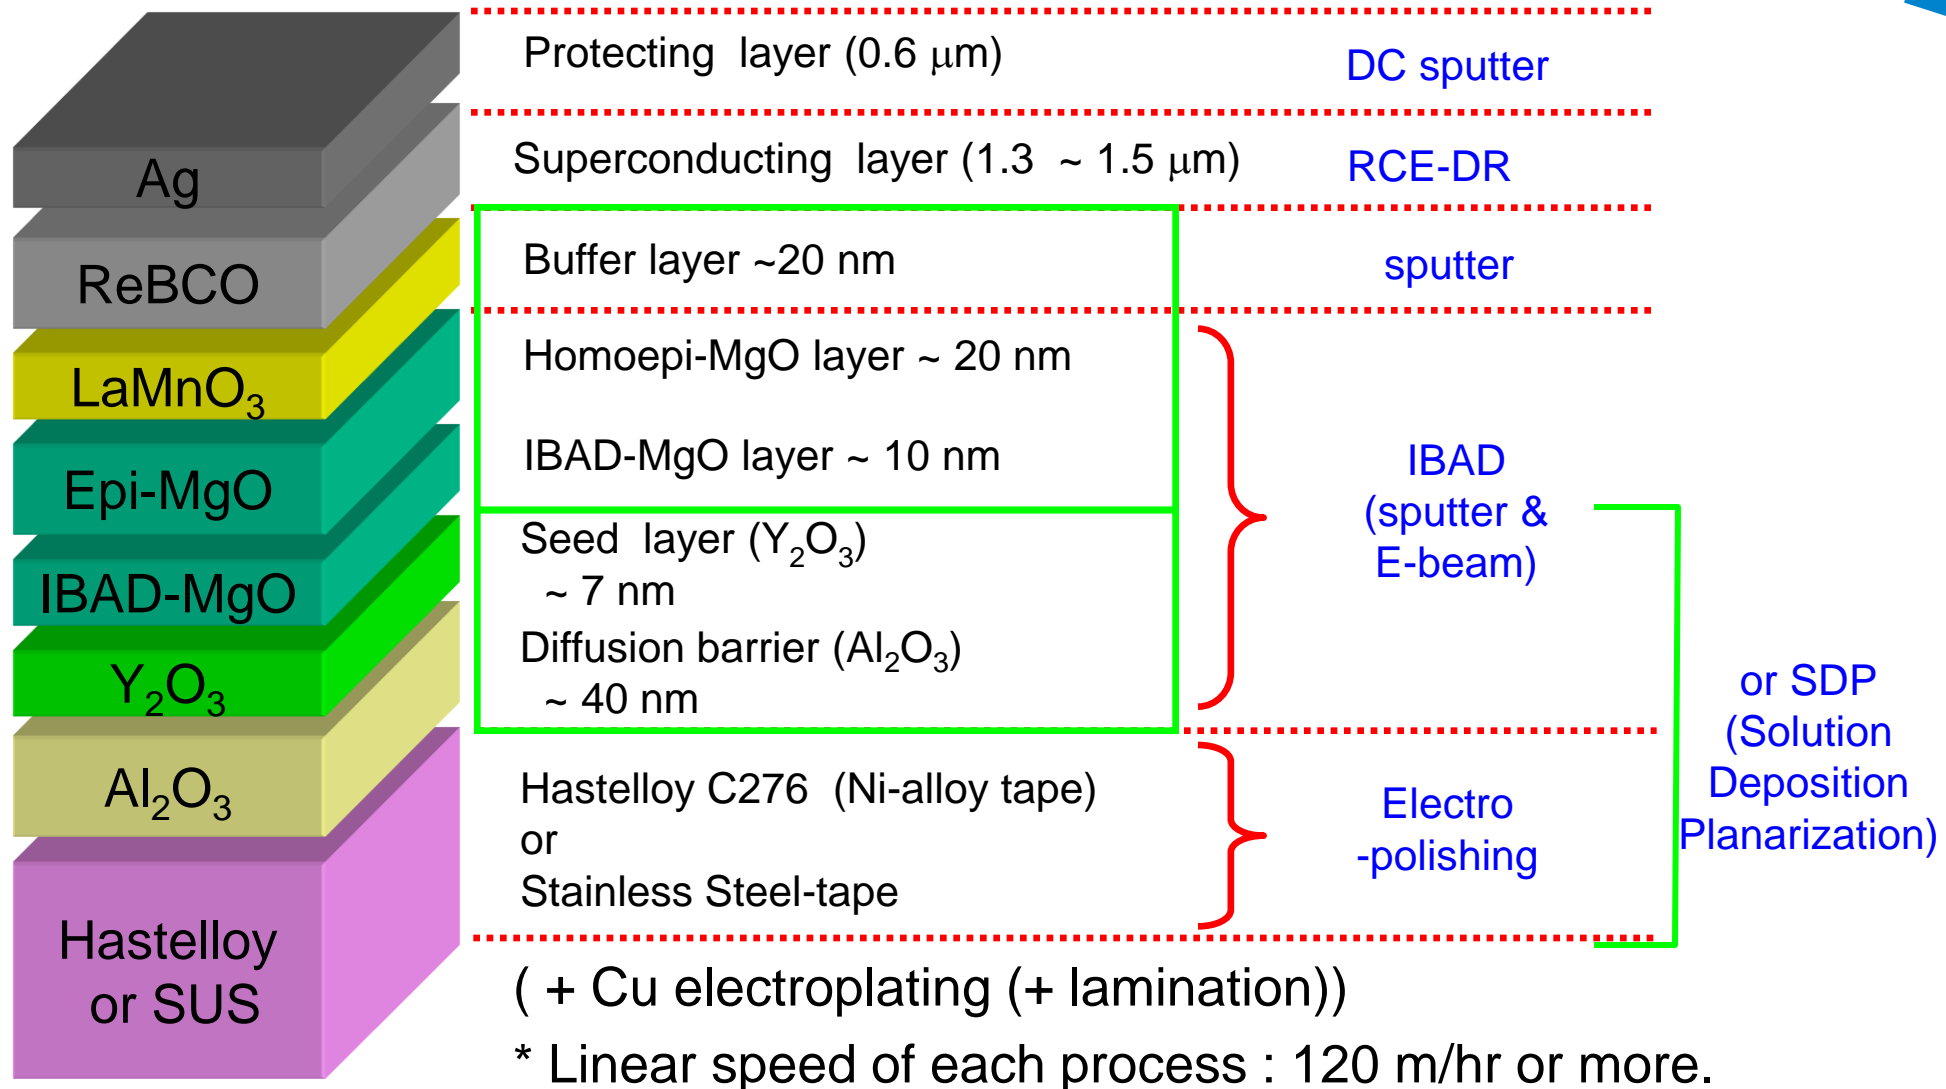 Ag
ReBCO
LaMnO₃
Epi-MgO
IBAD-MgO
Y₂O₃
Al₂O₃
Hastelloy
or SUS
Protecting layer (0.6 μm)
DC sputter
Superconducting layer (1.3 ~ 1.5 μm)
RCE-DR
Buffer layer ~20 nm
sputter
Homoepi-MgO layer ~ 20 nm
IBAD-MgO layer ~ 10 nm
Seed layer (Y₂O₃)
~ 7 nm
Diffusion barrier (Al₂O₃)
~ 40 nm
IBAD
(sputter &
E-beam)
Hastelloy C276 (Ni-alloy tape)
or
Stainless Steel-tape
Electro
-polishing
or SDP
(Solution
Deposition
Planarization)
( + Cu electroplating (+ lamination))
* Linear speed of each process : 120 m/hr or more.